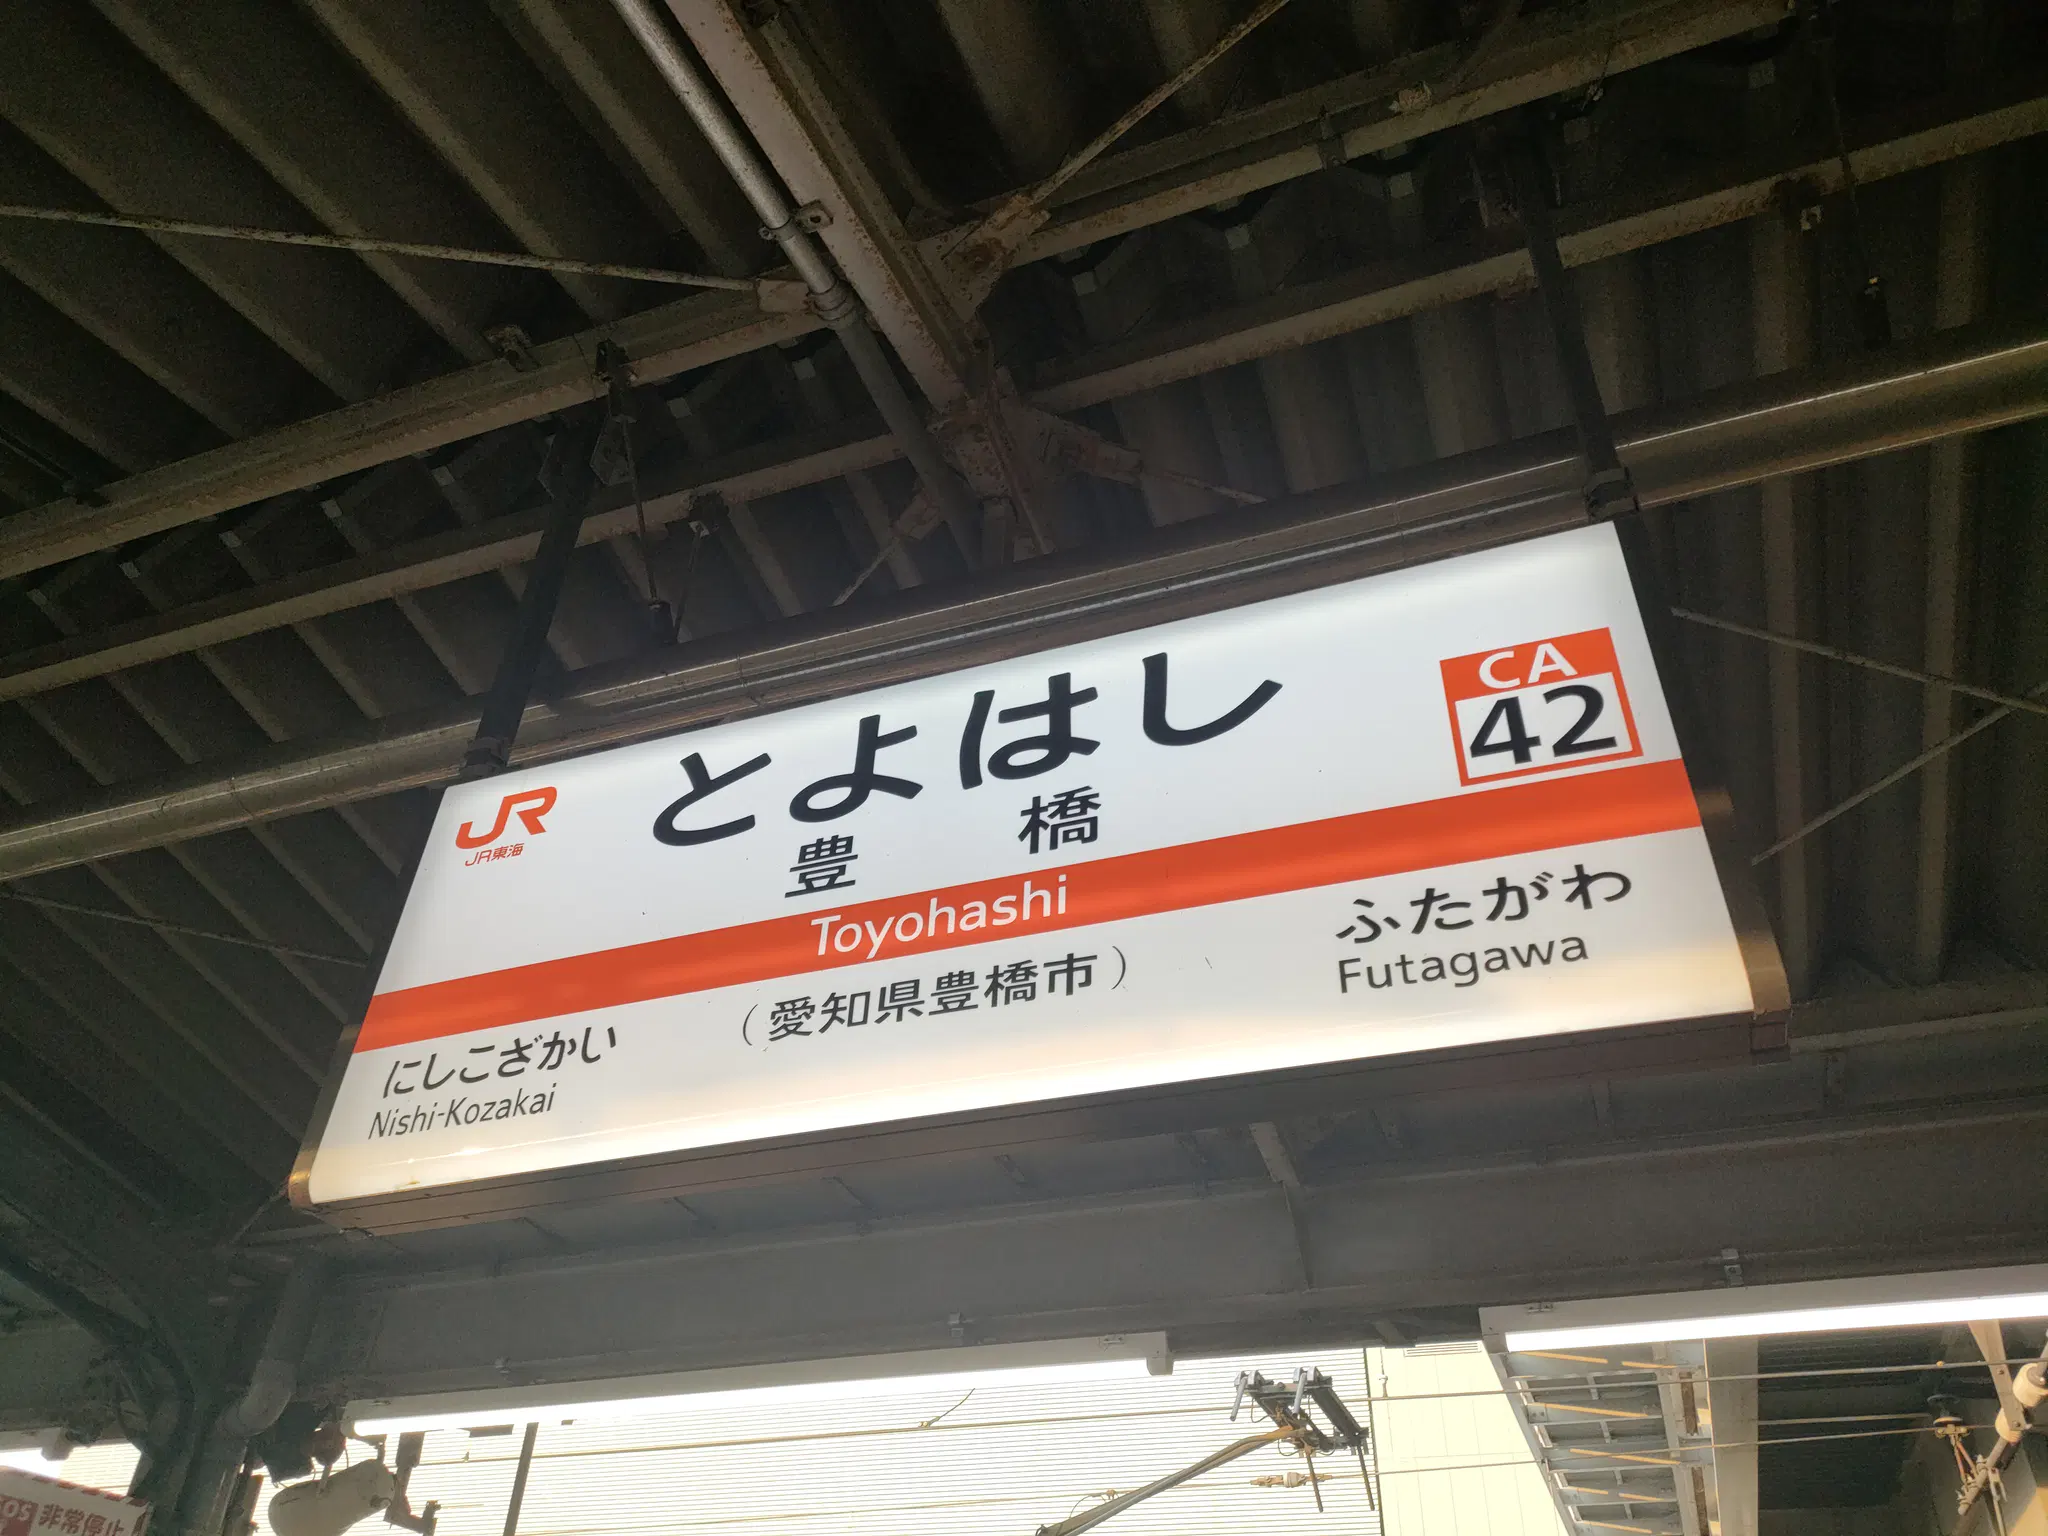 JR
JR東海
とよはし
豊橋
CA
42
Toyohashi
(愛知県豊橋市)
にしこざかい
Nishi-Kozakai
ふたがわ
Futagawa
SOS 非常停止